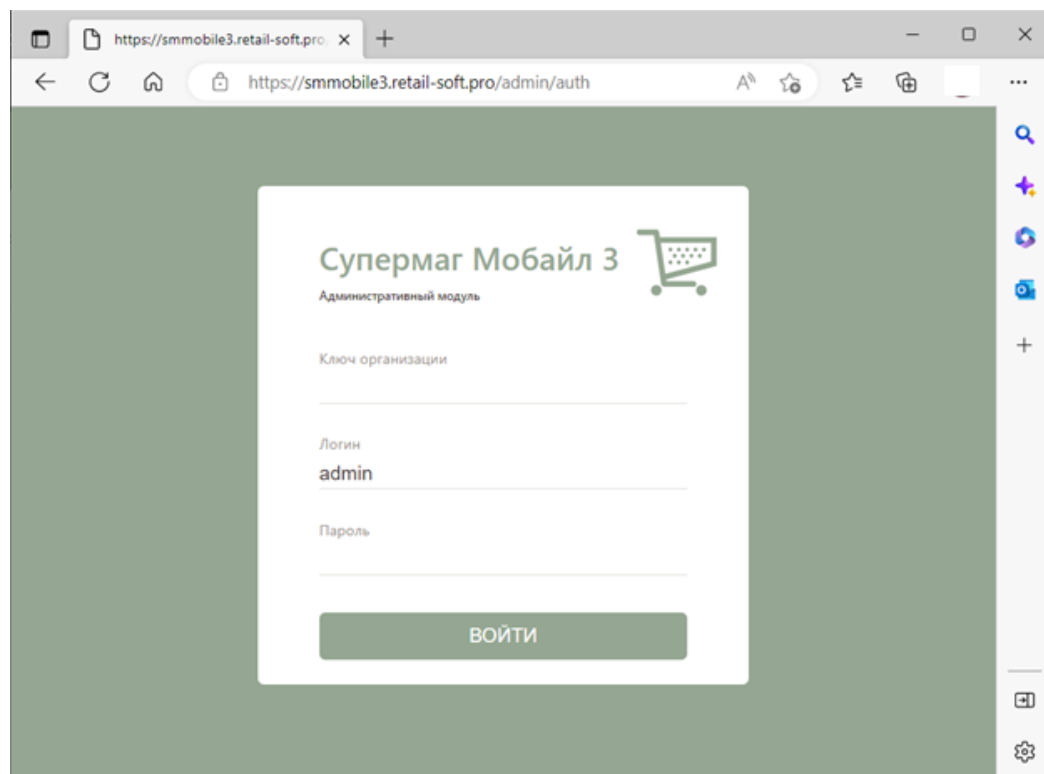 https://smmobile3.retail-soft.pro/
https://smmobile3.retail-soft.pro/admin/auth
Супермаг Мобайл 3
Административный модуль
Ключ организации
Логин
admin
Пароль
ВОЙТИ